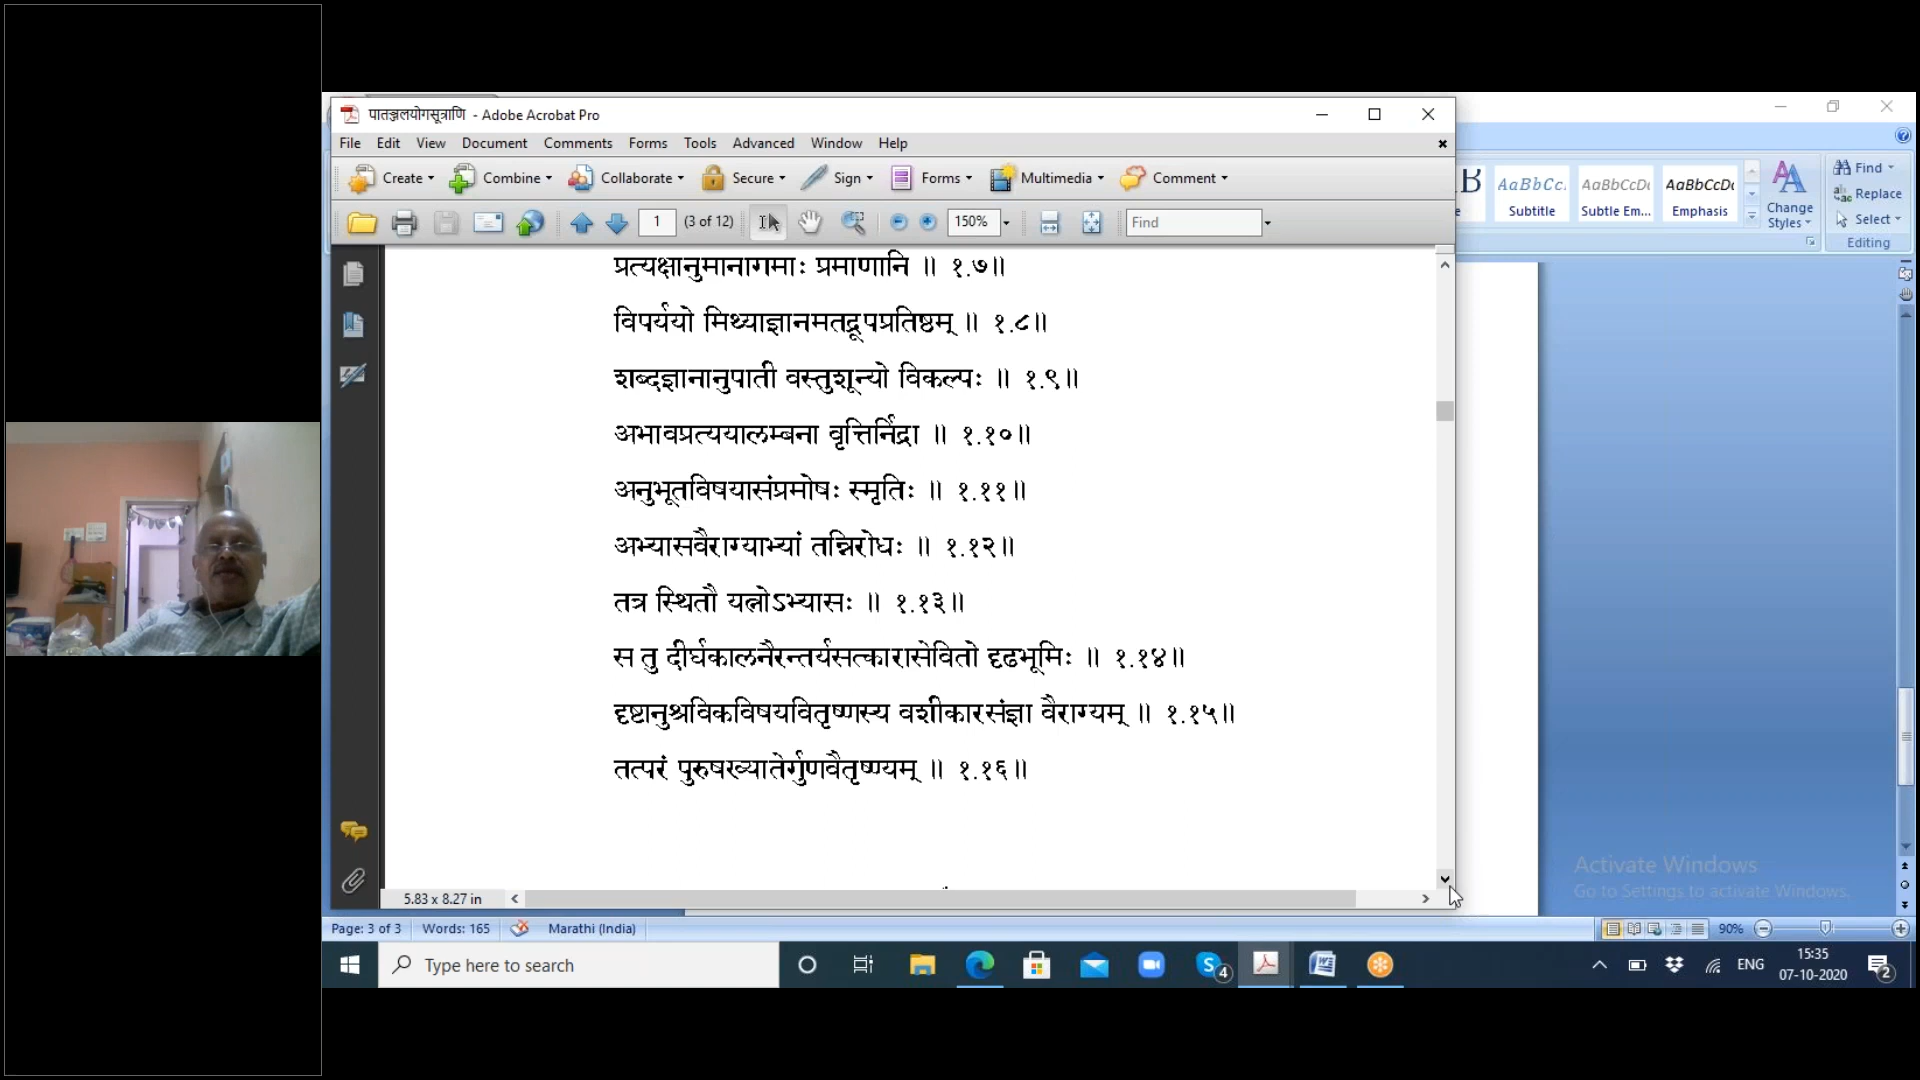 पातञ्जलयोगसूत्राणि - Adobe Acrobat Pro
File Edit View Document Comments Forms Tools Advanced Window Help
Create Combine Collaborate Secure Sign Forms Multimedia Comment
1 (3 of 12) 150% Find
प्रत्यक्षानुमानागमाः प्रमाणानि ॥ १.७॥
विपर्ययो मिथ्याज्ञानमतद्रूपप्रतिष्ठम् ॥ १.८॥
शब्दज्ञानानुपाती वस्तुशून्यो विकल्पः ॥ १.९॥
अभावप्रत्ययालम्बना वृत्तिर्निद्रा ॥ १.१०॥
अनुभूतविषयासंप्रमोषः स्मृतिः ॥ १.११॥
अभ्यासवैराग्याभ्यां तन्निरोधः ॥ १.१२॥
तत्र स्थितौ यत्नोऽभ्यासः ॥ १.१३॥
स तु दीर्घकालनैरन्तर्यसत्कारासेवितो दृढभूमिः ॥ १.१४॥
दृष्टानुश्रविकविषयवितृष्णस्य वशीकारसंज्ञा वैराग्यम् ॥ १.१५॥
तत्परं पुरुषख्यातेर्गुणवैतृष्ण्यम् ॥ १.१६॥
5.83 x 8.27 in
AaBbCc. AaBbCcDc AaBbCcDc
Subtitle Subtle Em... Emphasis
Change Styles
Find
Replace
Select
Editing
Activate Windows
Go to Settings to activate Windows.
Page: 3 of 3 Words: 165 Marathi (India) 90%
Type here to search
4
ENG
15:35
07-10-2020
2